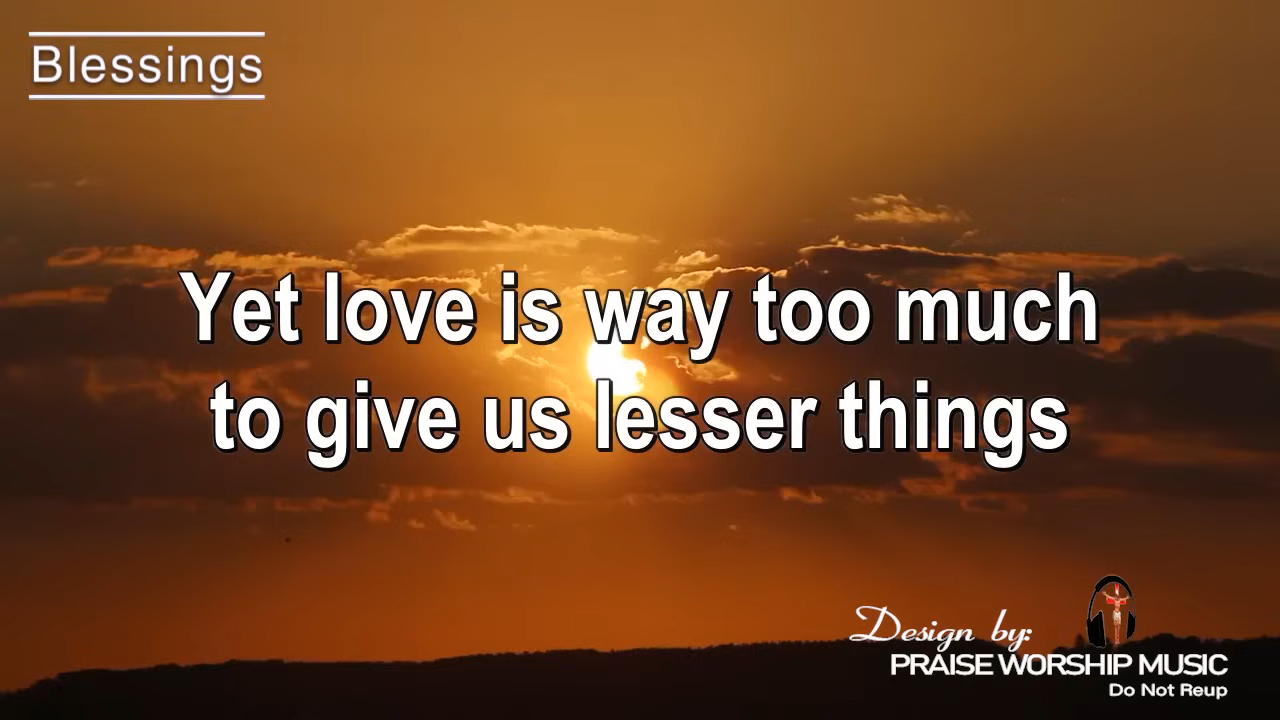 Blessings
Yet love is way too much
to give us lesser things
Design by:
PRAISE WORSHIP MUSIC
Do Not Reup